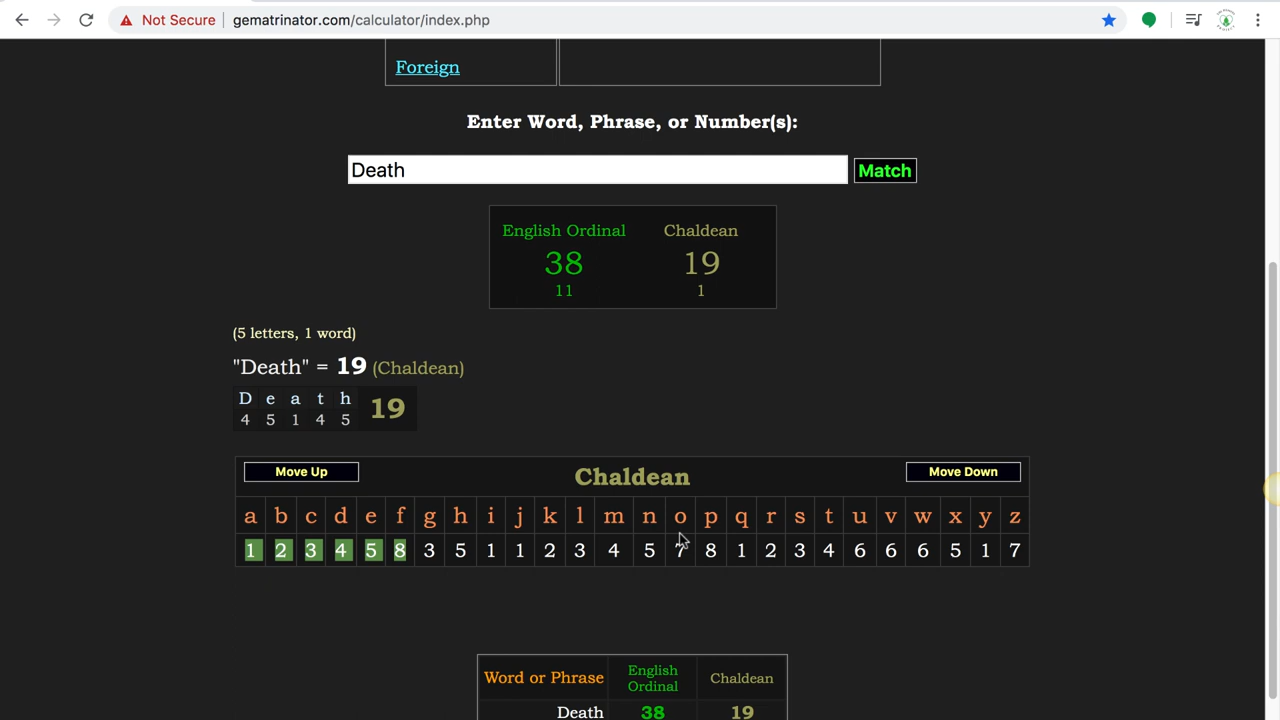 Not Secure gematrinator.com/calculator/index.php
Foreign
Enter Word, Phrase, or Number(s):
Death Match
English Ordinal Chaldean
38 19
11 1
(5 letters, 1 word)
"Death" = 19 (Chaldean)
D e a t h 19
4 5 1 4 5
Move Up Chaldean Move Down
a b c d e f g h i j k l m n o p q r s t u v w x y z
1 2 3 4 5 8 3 5 1 1 2 3 4 5 7 8 1 2 3 4 6 6 6 5 1 7
Word or Phrase English Ordinal Chaldean
Death 38 19